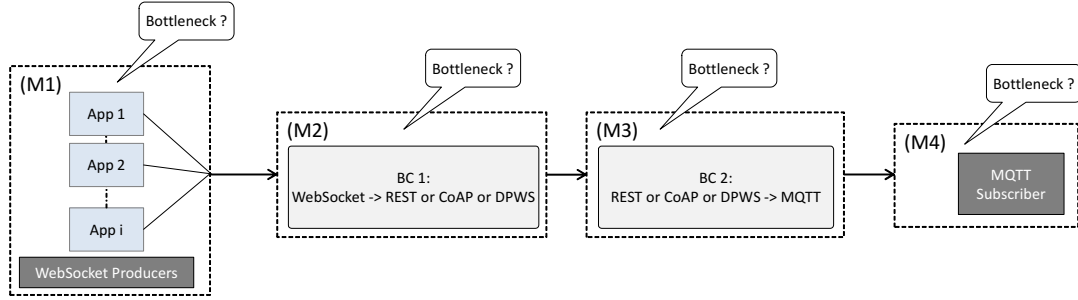 Bottleneck ?
(M1)
App 1
App 2
App i
WebSocket Producers
Bottleneck ?
(M2)
BC 1:
WebSocket -> REST or CoAP or DPWS
Bottleneck ?
(M3)
BC 2:
REST or CoAP or DPWS -> MQTT
Bottleneck ?
(M4)
MQTT
Subscriber